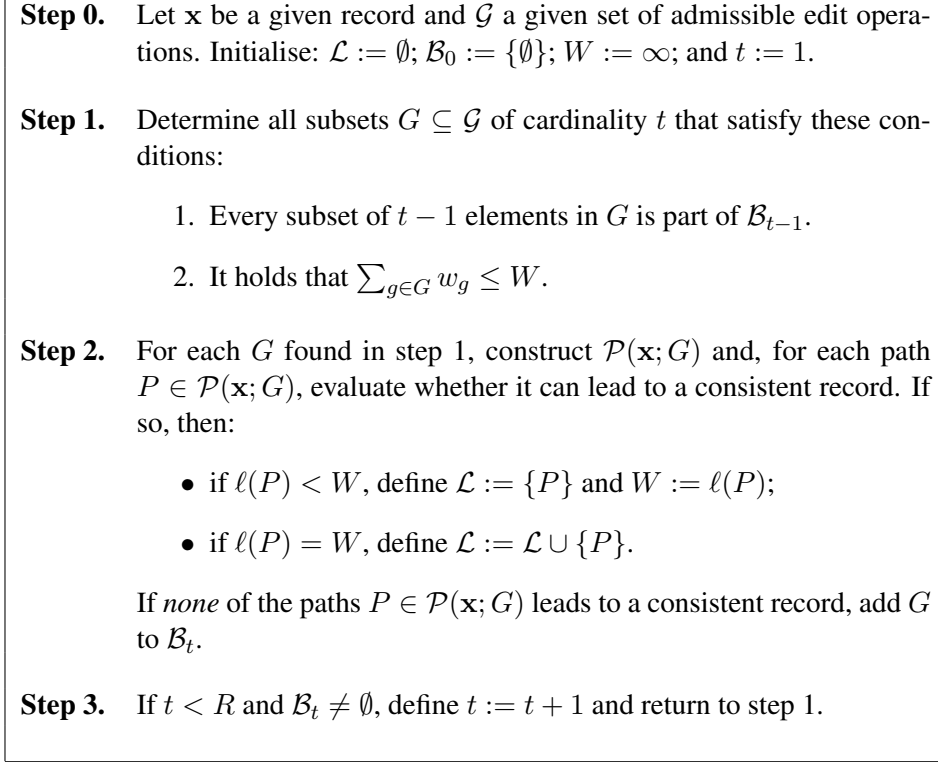 Step 0. Let x be a given record and 𝒢 a given set of admissible edit opera-
tions. Initialise: ℒ := ∅; ℬ₀ := {∅}; W := ∞; and t := 1.
Step 1. Determine all subsets G ⊆ 𝒢 of cardinality t that satisfy these con-
ditions:
1. Every subset of t − 1 elements in G is part of ℬₜ₋₁.
2. It holds that ∑_{g∈G} w_g ≤ W.
Step 2. For each G found in step 1, construct 𝒫(x; G) and, for each path
P ∈ 𝒫(x; G), evaluate whether it can lead to a consistent record. If
so, then:
• if ℓ(P) < W, define ℒ := {P} and W := ℓ(P);
• if ℓ(P) = W, define ℒ := ℒ ∪ {P}.
If none of the paths P ∈ 𝒫(x; G) leads to a consistent record, add G
to ℬₜ.
Step 3. If t < R and ℬₜ ≠ ∅, define t := t + 1 and return to step 1.